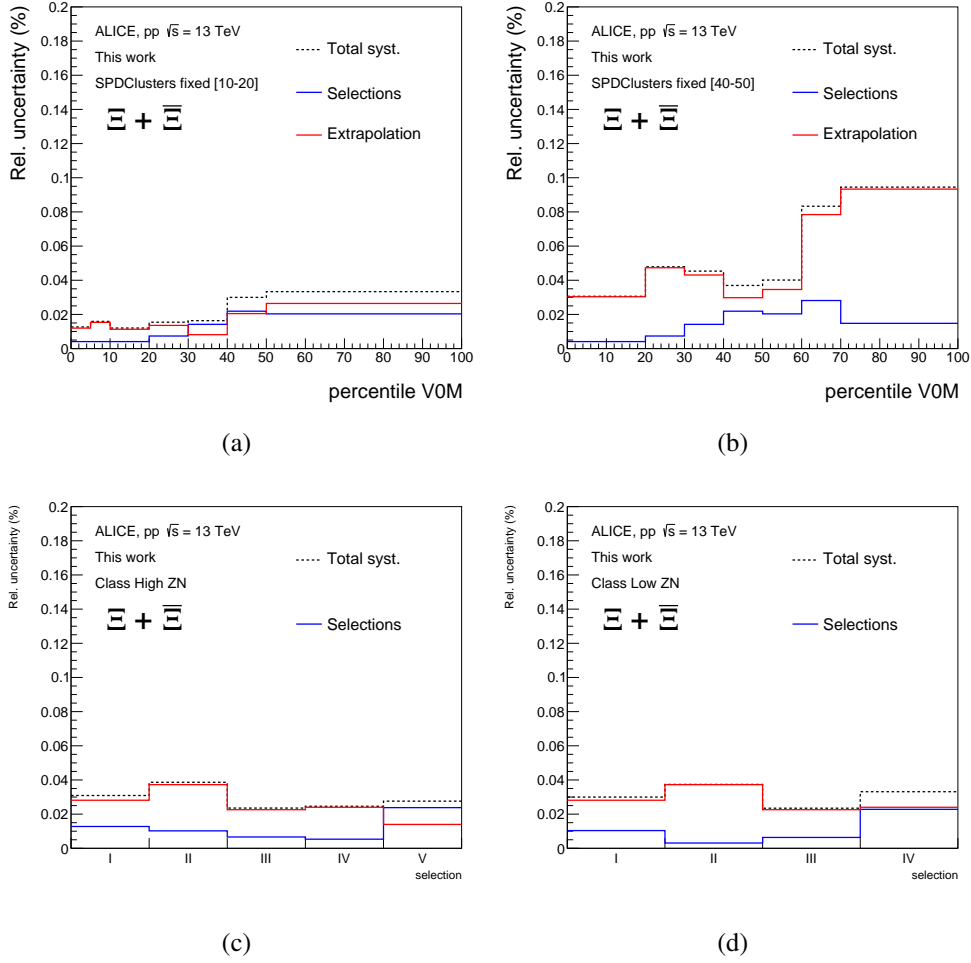 Rel. uncertainty (%)
0.2
0.18
0.16
0.14
0.12
0.1
0.08
0.06
0.04
0.02
0
ALICE, pp √s = 13 TeV
This work
SPDClusters fixed [10-20]
Ξ + Ξ̅
Total syst.
Selections
Extrapolation
0 10 20 30 40 50 60 70 80 90 100
percentile V0M
(a)
Rel. uncertainty (%)
0.2
0.18
0.16
0.14
0.12
0.1
0.08
0.06
0.04
0.02
0
ALICE, pp √s = 13 TeV
This work
SPDClusters fixed [40-50]
Ξ + Ξ̅
Total syst.
Selections
Extrapolation
0 10 20 30 40 50 60 70 80 90 100
percentile V0M
(b)
Rel. uncertainty (%)
0.2
0.18
0.16
0.14
0.12
0.1
0.08
0.06
0.04
0.02
0
ALICE, pp √s = 13 TeV
This work
Class High ZN
Ξ + Ξ̅
Total syst.
Selections
I II III IV V
selection
(c)
Rel. uncertainty (%)
0.2
0.18
0.16
0.14
0.12
0.1
0.08
0.06
0.04
0.02
0
ALICE, pp √s = 13 TeV
This work
Class Low ZN
Ξ + Ξ̅
Total syst.
Selections
I II III IV
selection
(d)